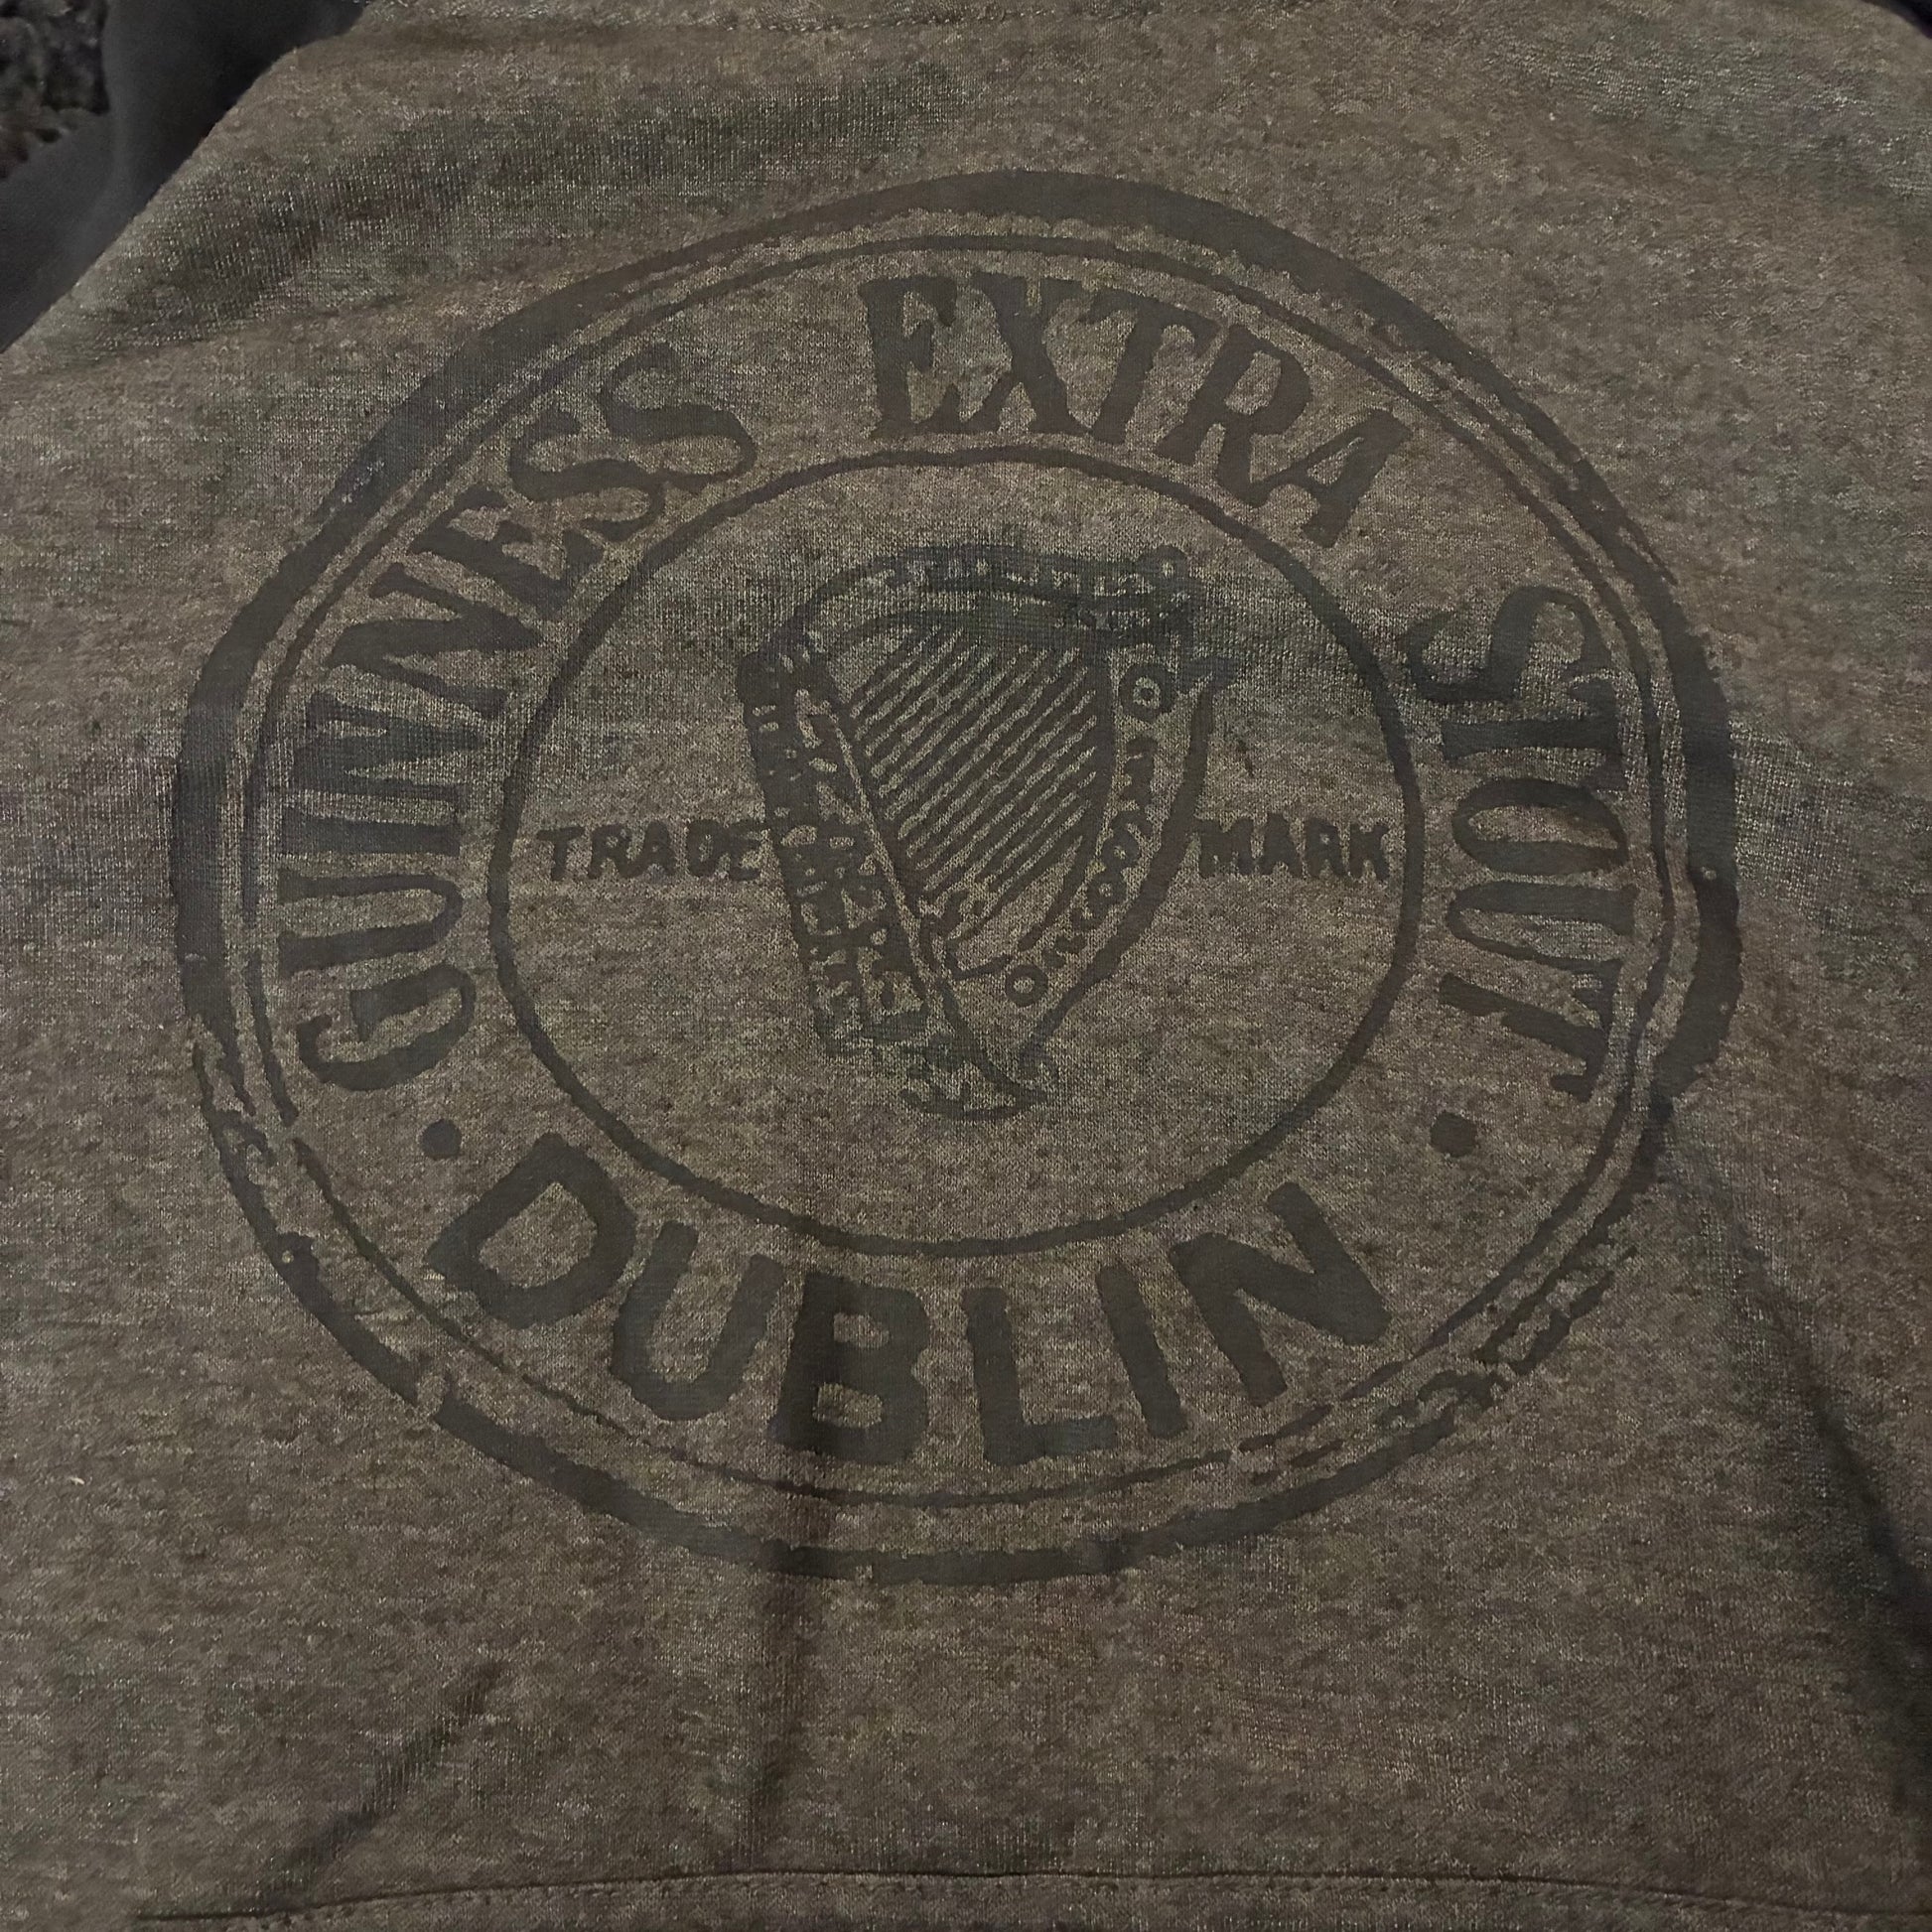 GUINNESS EXTRA STOUT
TRADE MARK
• DUBLIN •